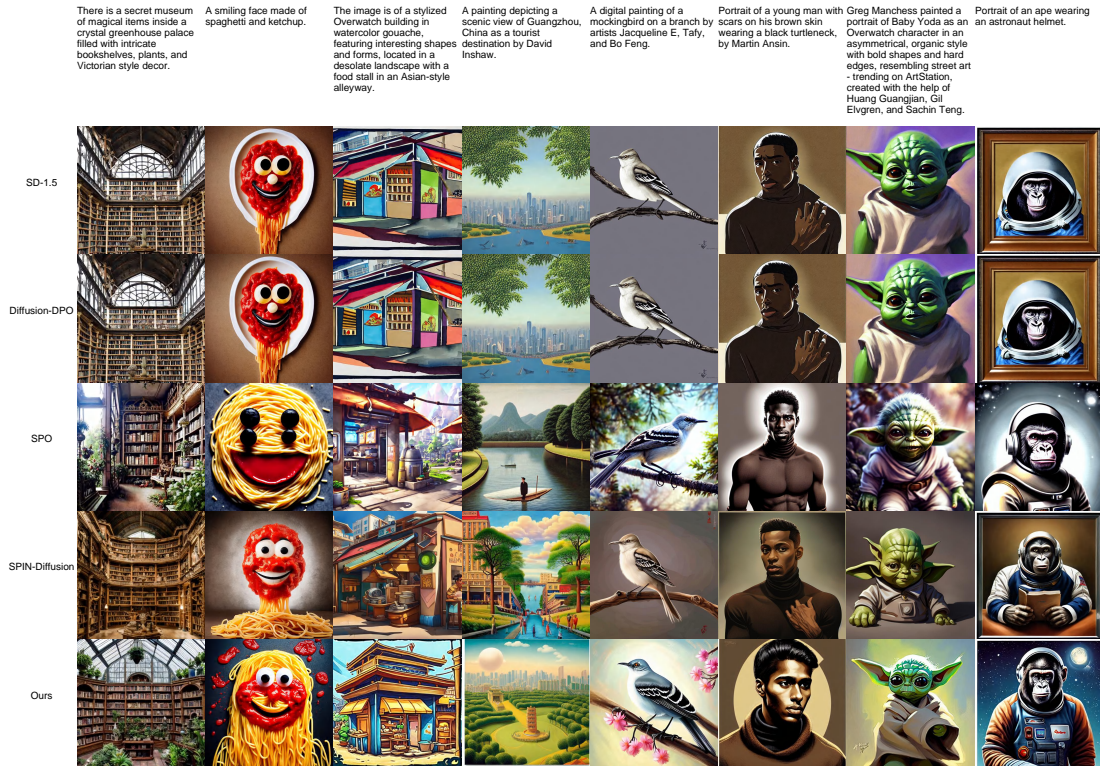 There is a secret museum
of magical items inside a
crystal greenhouse palace
filled with intricate
bookshelves, plants, and
Victorian style decor.
A smiling face made of
spaghetti and ketchup.
The image is of a stylized
Overwatch building in
watercolor gouache,
featuring interesting shapes
and forms, located in a
desolate landscape with a
food stall in an Asian-style
alleyway.
A painting depicting a
scenic view of Guangzhou,
China as a tourist
destination by David
Inshaw.
A digital painting of a
mockingbird on a branch by
artists Jacqueline E, Tafy,
and Bo Feng.
Portrait of a young man with
scars on his brown skin
wearing a black turtleneck,
by Martin Ansin.
Greg Manchess painted a
portrait of Baby Yoda as an
Overwatch character in an
asymmetrical, organic style
with bold shapes and hard
edges, resembling street art
- trending on ArtStation,
created with the help of
Huang Guangjian, Gil
Elvgren, and Sachin Teng.
Portrait of an ape wearing
an astronaut helmet.
SD-1.5
Diffusion-DPO
SPO
SPIN-Diffusion
Ours